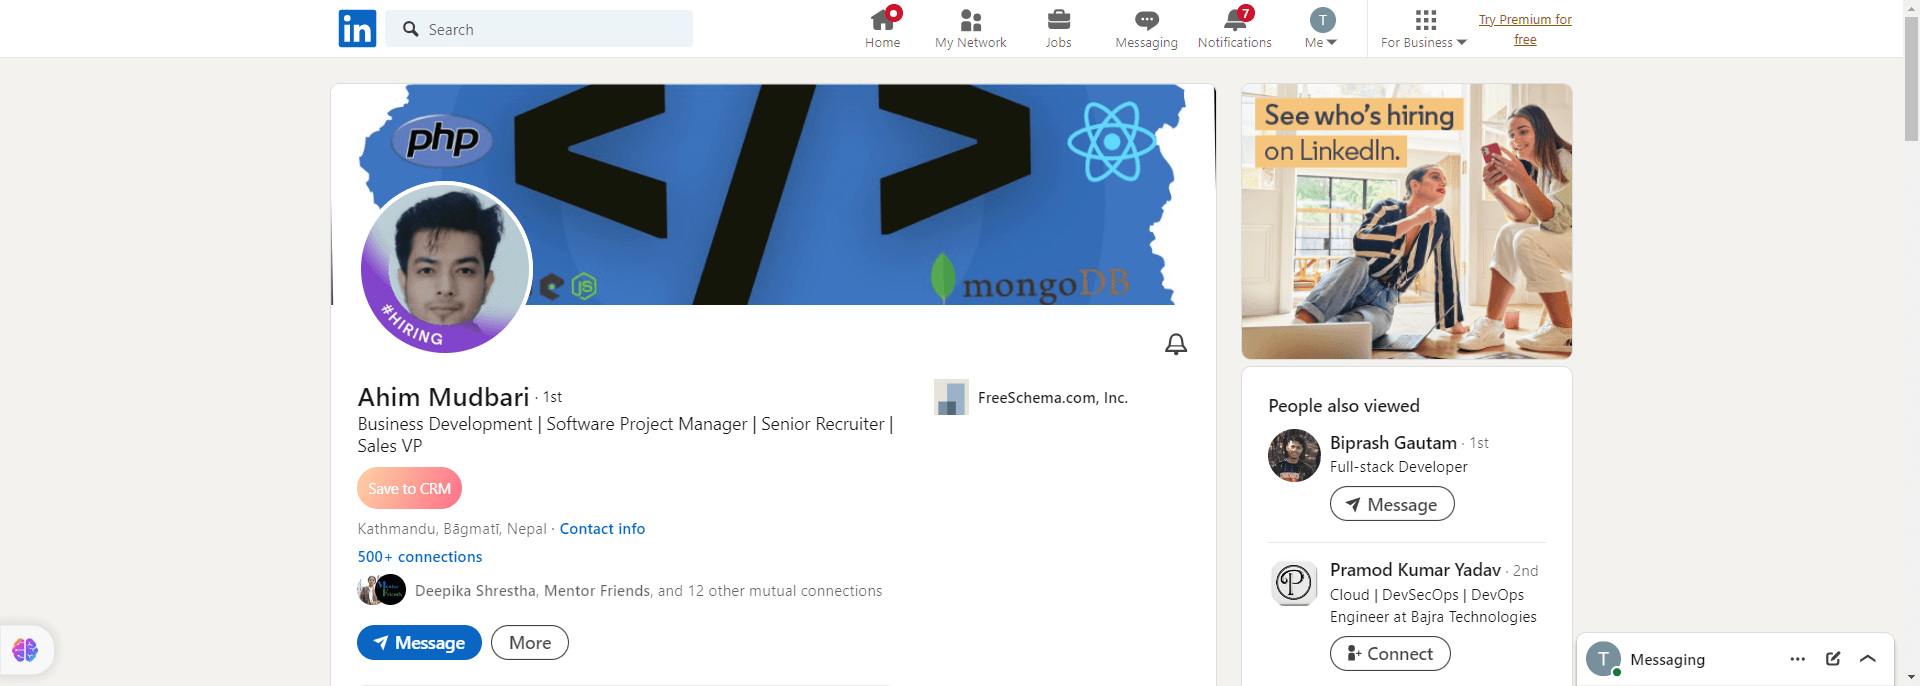 in
Search
Home
My Network
Jobs
Messaging
7
Notifications
T
Me
For Business
Try Premium for
free
php
JS
mongoDB
#HIRING
See who's hiring
on LinkedIn.
Ahim Mudbari · 1st
Business Development | Software Project Manager | Senior Recruiter |
Sales VP
FreeSchema.com, Inc.
Save to CRM
Kathmandu, Bāgmatī, Nepal · Contact info
500+ connections
Deepika Shrestha, Mentor Friends, and 12 other mutual connections
Message
More
People also viewed
Biprash Gautam · 1st
Full-stack Developer
Message
P
Pramod Kumar Yadav · 2nd
Cloud | DevSecOps | DevOps
Engineer at Bajra Technologies
Connect
T
Messaging